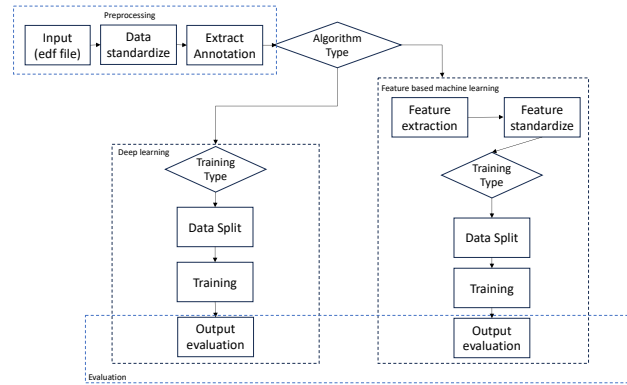 Preprocessing
Input
(edf file)
Data
standardize
Extract
Annotation
Algorithm
Type
Feature based machine learning
Feature
extraction
Feature
standardize
Deep learning
Training
Type
Training
Type
Data Split
Data Split
Training
Training
Output
evaluation
Output
evaluation
Evaluation